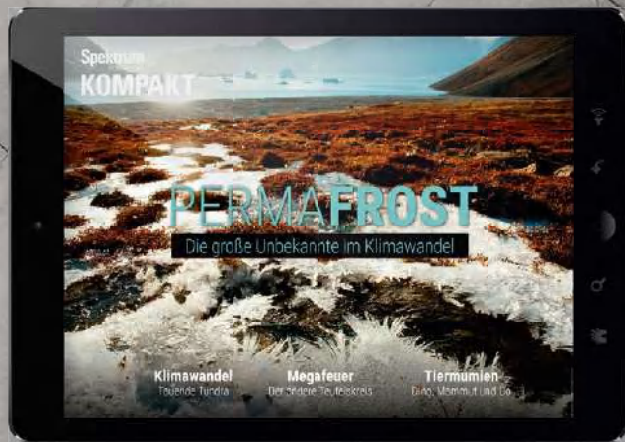 Spektrum
KOMPAKT
PERMAFROST
Die große Unbekannte im Klimawandel
Klimawandel
Tauende Tundra
Megafeuer
Der andere Teufelskreis
Tiermumien
Dino, Mammut und Co